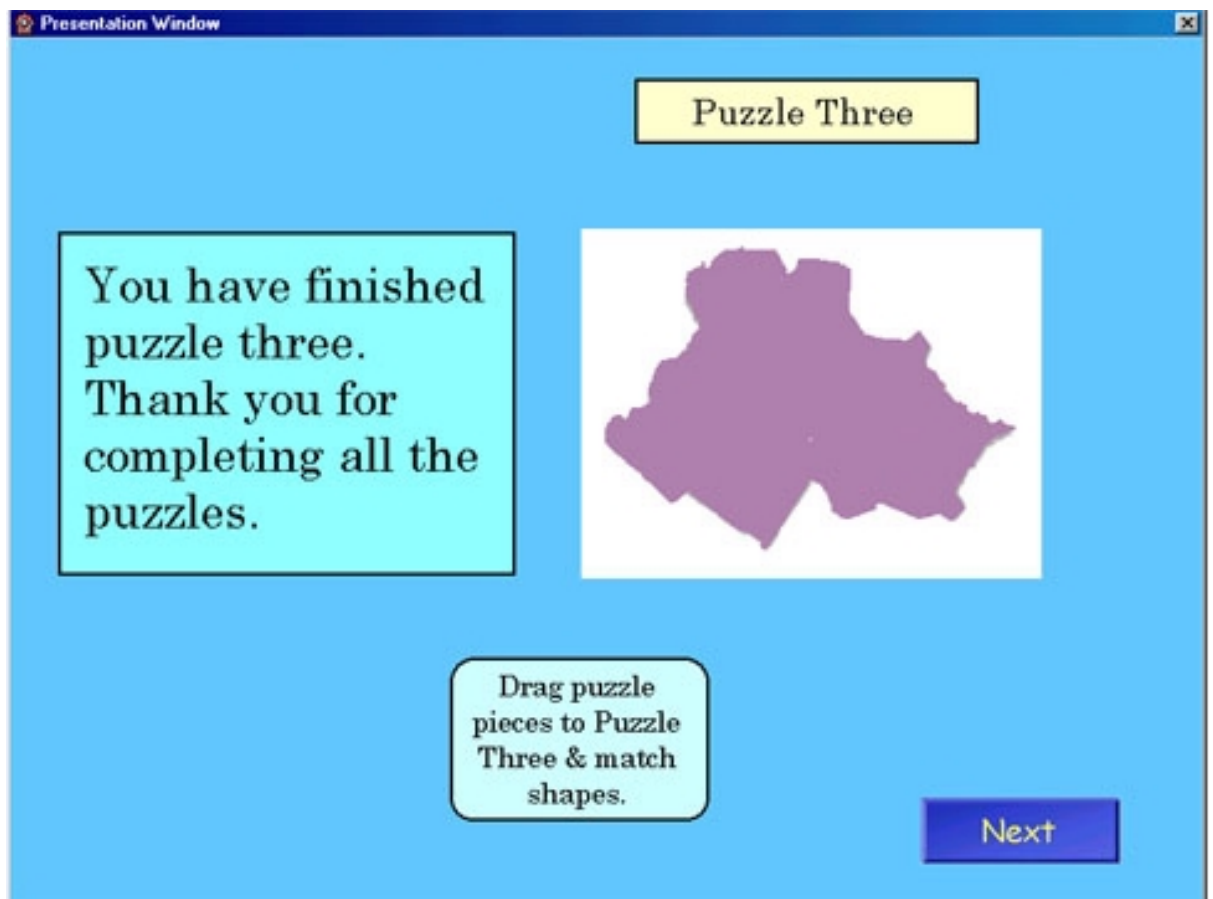 Presentation Window
Puzzle Three
You have finished
puzzle three.
Thank you for
completing all the
puzzles.
Drag puzzle
pieces to Puzzle
Three & match
shapes.
Next